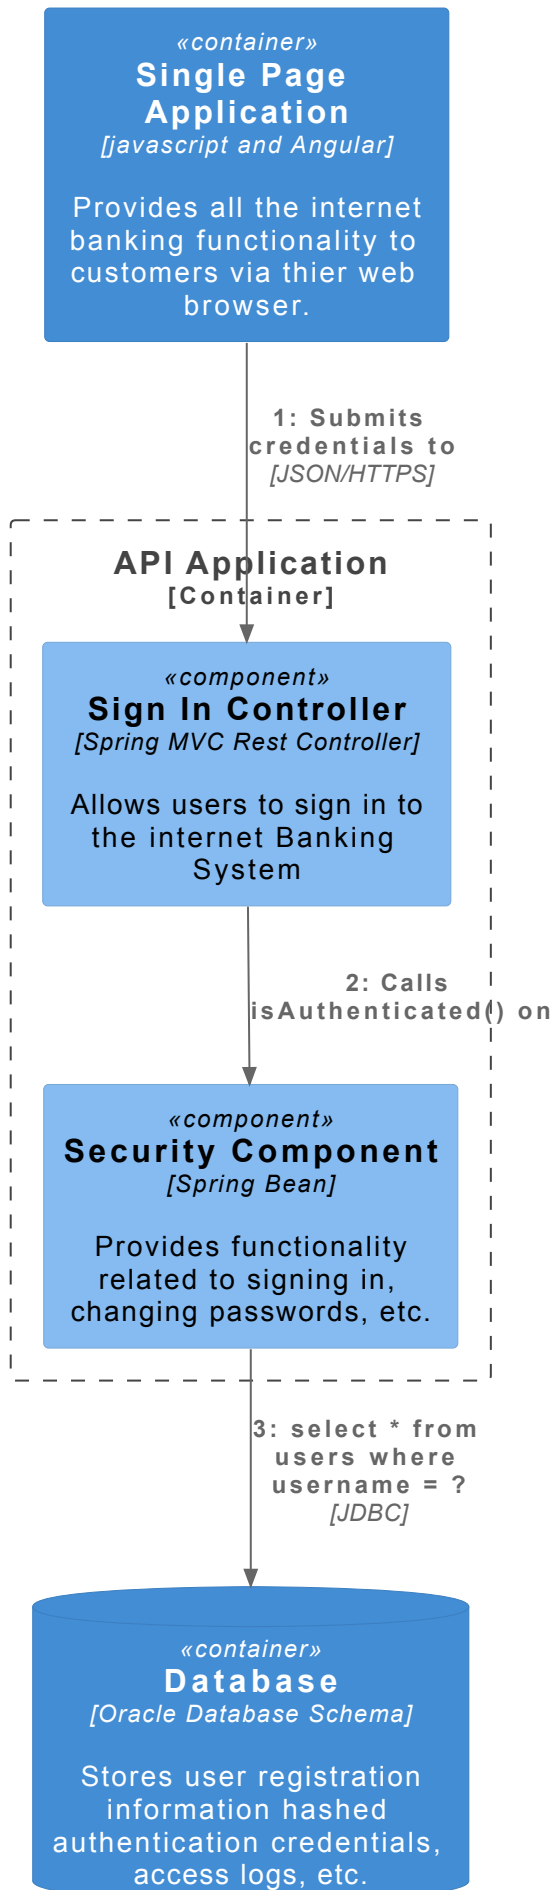 «container»
Single Page
Application
[javascript and Angular]
Provides all the internet
banking functionality to
customers via thier web
browser.
1: Submits
credentials to
[JSON/HTTPS]
API Application
[Container]
«component»
Sign In Controller
[Spring MVC Rest Controller]
Allows users to sign in to
the internet Banking
System
2: Calls
isAuthenticated() on
«component»
Security Component
[Spring Bean]
Provides functionality
related to signing in,
changing passwords, etc.
3: select * from
users where
username = ?
[JDBC]
«container»
Database
[Oracle Database Schema]
Stores user registration
information hashed
authentication credentials,
access logs, etc.